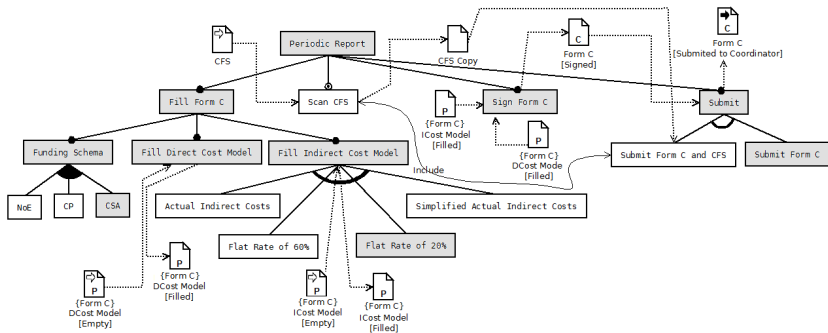 CFS
Periodic Report
CFS Copy
C
Form C
[Signed]
C
Form C
[Submited to Coordinator]
Fill Form C
Scan CFS
P
{Form C}
ICost Model
[Filled]
Sign Form C
Submit
Funding Schema
Fill Direct Cost Model
Fill Indirect Cost Model
P
{Form C}
DCost Mode
[Filled]
Include
Submit Form C and CFS
Submit Form C
NoE
CP
CSA
Actual Indirect Costs
Simplified Actual Indirect Costs
Flat Rate of 60%
Flat Rate of 20%
P
{Form C}
DCost Model
[Filled]
P
{Form C}
DCost Model
[Empty]
P
{Form C}
ICost Model
[Empty]
P
{Form C}
ICost Model
[Filled]